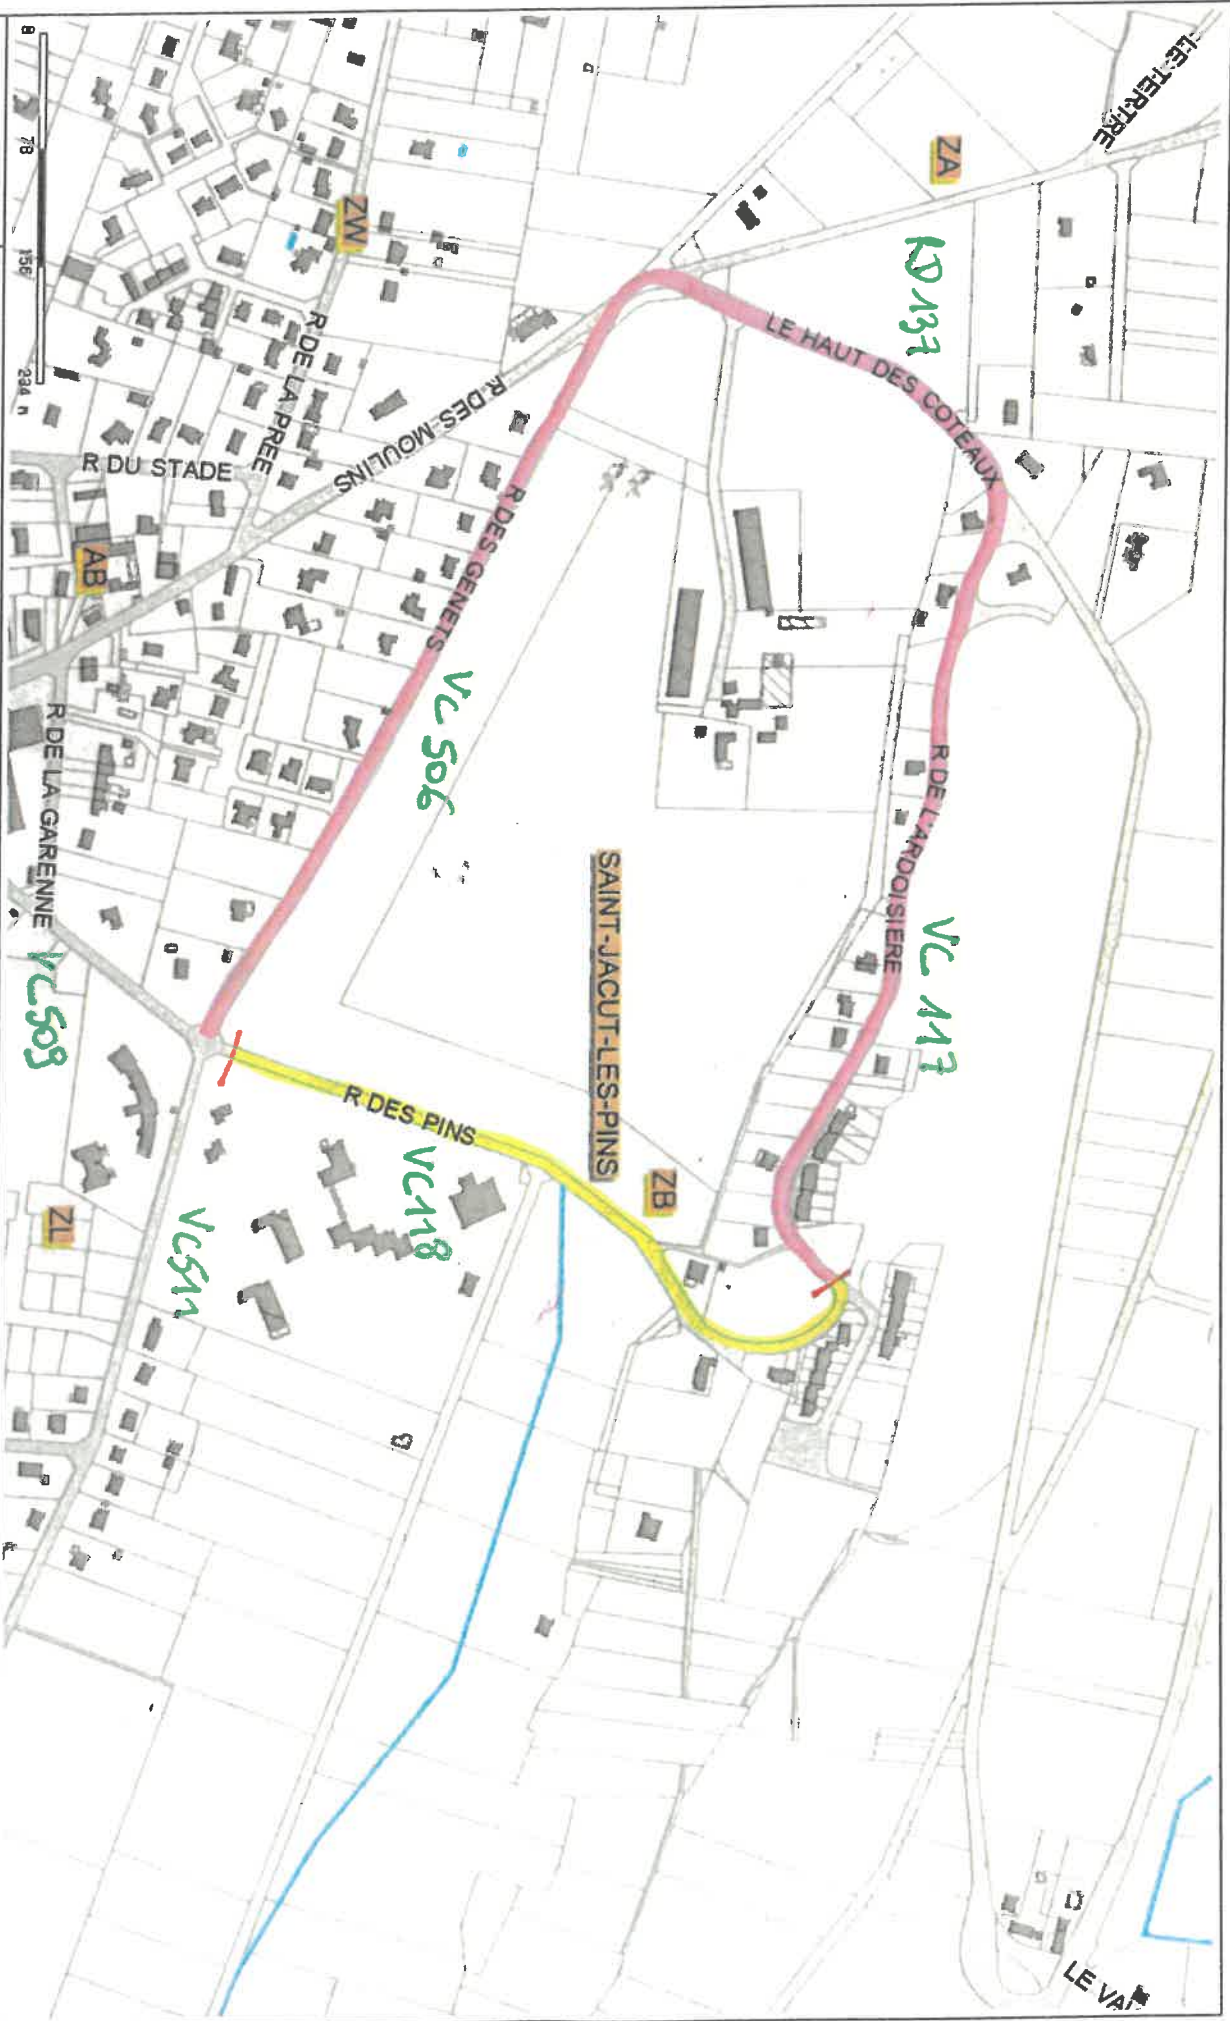 LE TERTRE
ZA
RD 137
LE HAUT DES COTEAUX
ZW
R DE LA PREE
R DES MOULINS
R DU STADE
AB
R DES GENETS
VC 506
R DE L'ARDOISIERE
VC 117
SAINT-JACUT-LES-PINS
R DE LA GARENNE
VC509
R DES PINS
VC118
ZB
VC511
ZL
LE VAL
0 78 156 234 m